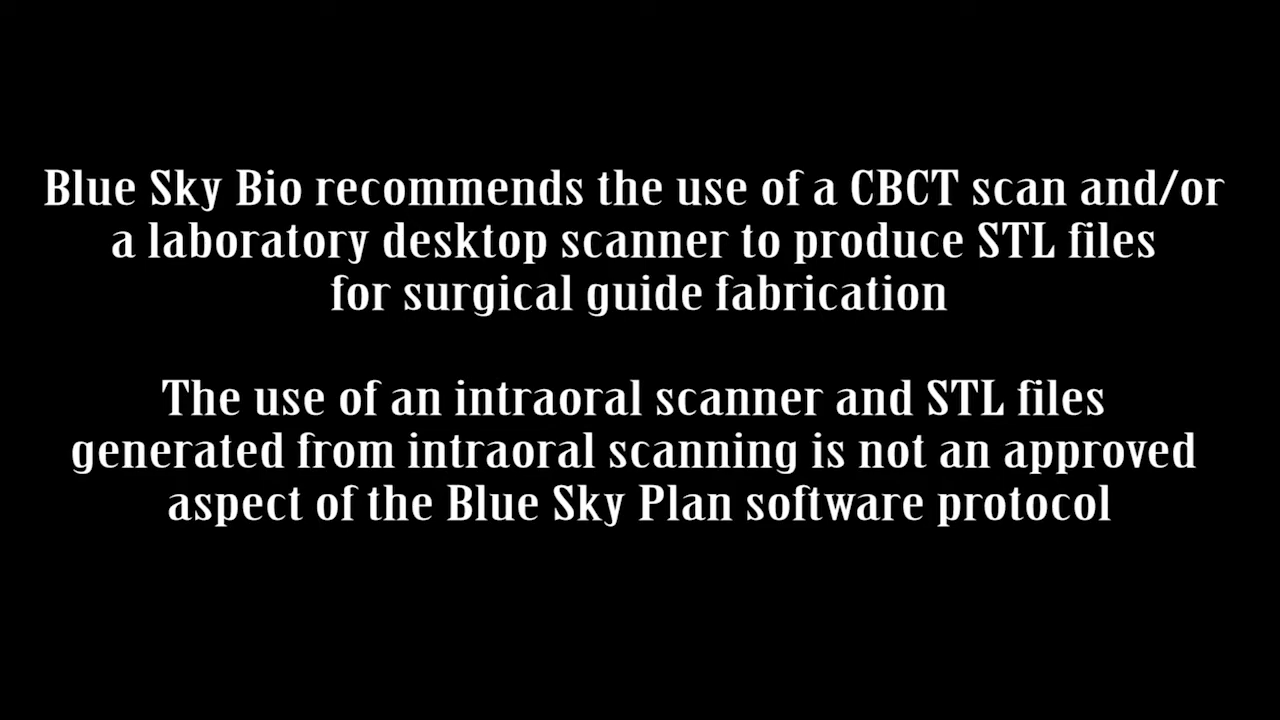 Blue Sky Bio recommends the use of a CBCT scan and/or
a laboratory desktop scanner to produce STL files
for surgical guide fabrication
The use of an intraoral scanner and STL files
generated from intraoral scanning is not an approved
aspect of the Blue Sky Plan software protocol